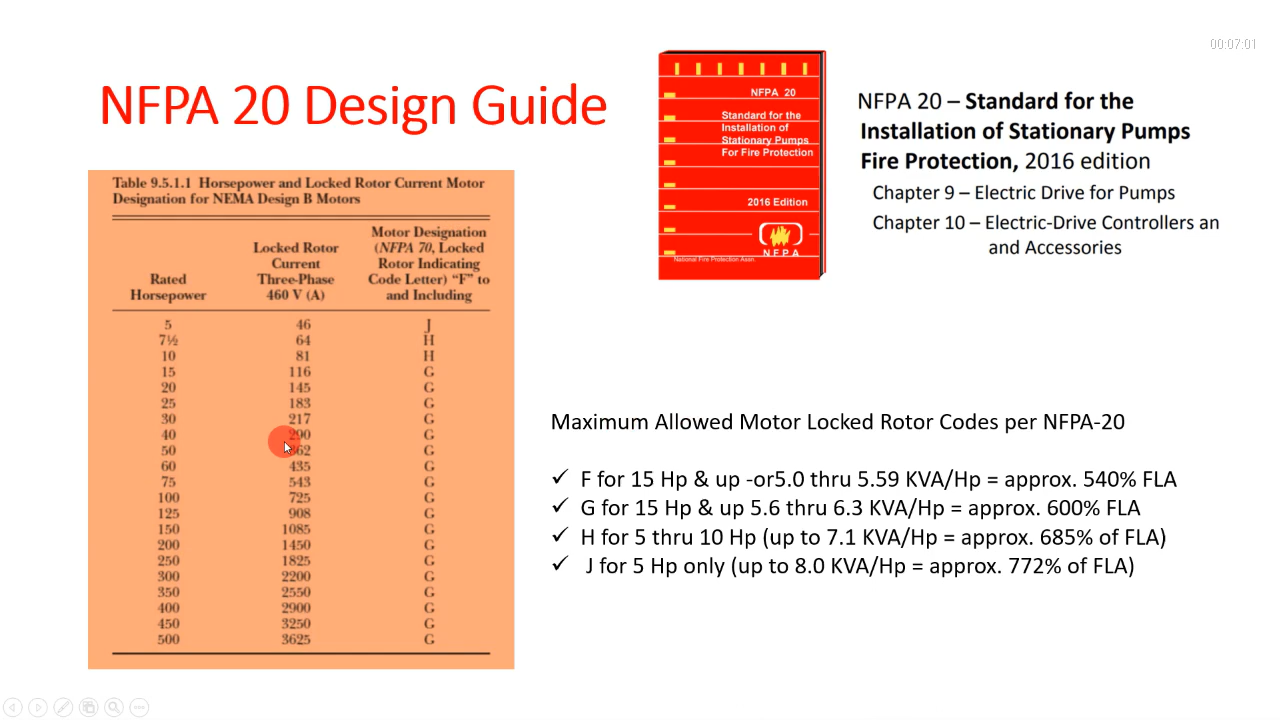 00:07:01
NFPA 20 Design Guide
NFPA 20
Standard for the
Installation of
Stationary Pumps
For Fire Protection
2016 Edition
NFPA
National Fire Protection Assn.
NFPA 20 – Standard for the
Installation of Stationary Pumps
Fire Protection, 2016 edition
Chapter 9 – Electric Drive for Pumps
Chapter 10 – Electric-Drive Controllers an
and Accessories
Table 9.5.1.1 Horsepower and Locked Rotor Current Motor
Designation for NEMA Design B Motors
Rated
Horsepower
Locked Rotor
Current
Three-Phase
460 V (A)
Motor Designation
(NFPA 70, Locked
Rotor Indicating
Code Letter) “F” to
and Including
5 46 J
7½ 64 H
10 81 H
15 116 G
20 145 G
25 183 G
30 217 G
40 290 G
50 362 G
60 435 G
75 543 G
100 725 G
125 908 G
150 1085 G
200 1450 G
250 1825 G
300 2200 G
350 2550 G
400 2900 G
450 3250 G
500 3625 G
Maximum Allowed Motor Locked Rotor Codes per NFPA-20
✓ F for 15 Hp & up -or5.0 thru 5.59 KVA/Hp = approx. 540% FLA
✓ G for 15 Hp & up 5.6 thru 6.3 KVA/Hp = approx. 600% FLA
✓ H for 5 thru 10 Hp (up to 7.1 KVA/Hp = approx. 685% of FLA)
✓ J for 5 Hp only (up to 8.0 KVA/Hp = approx. 772% of FLA)